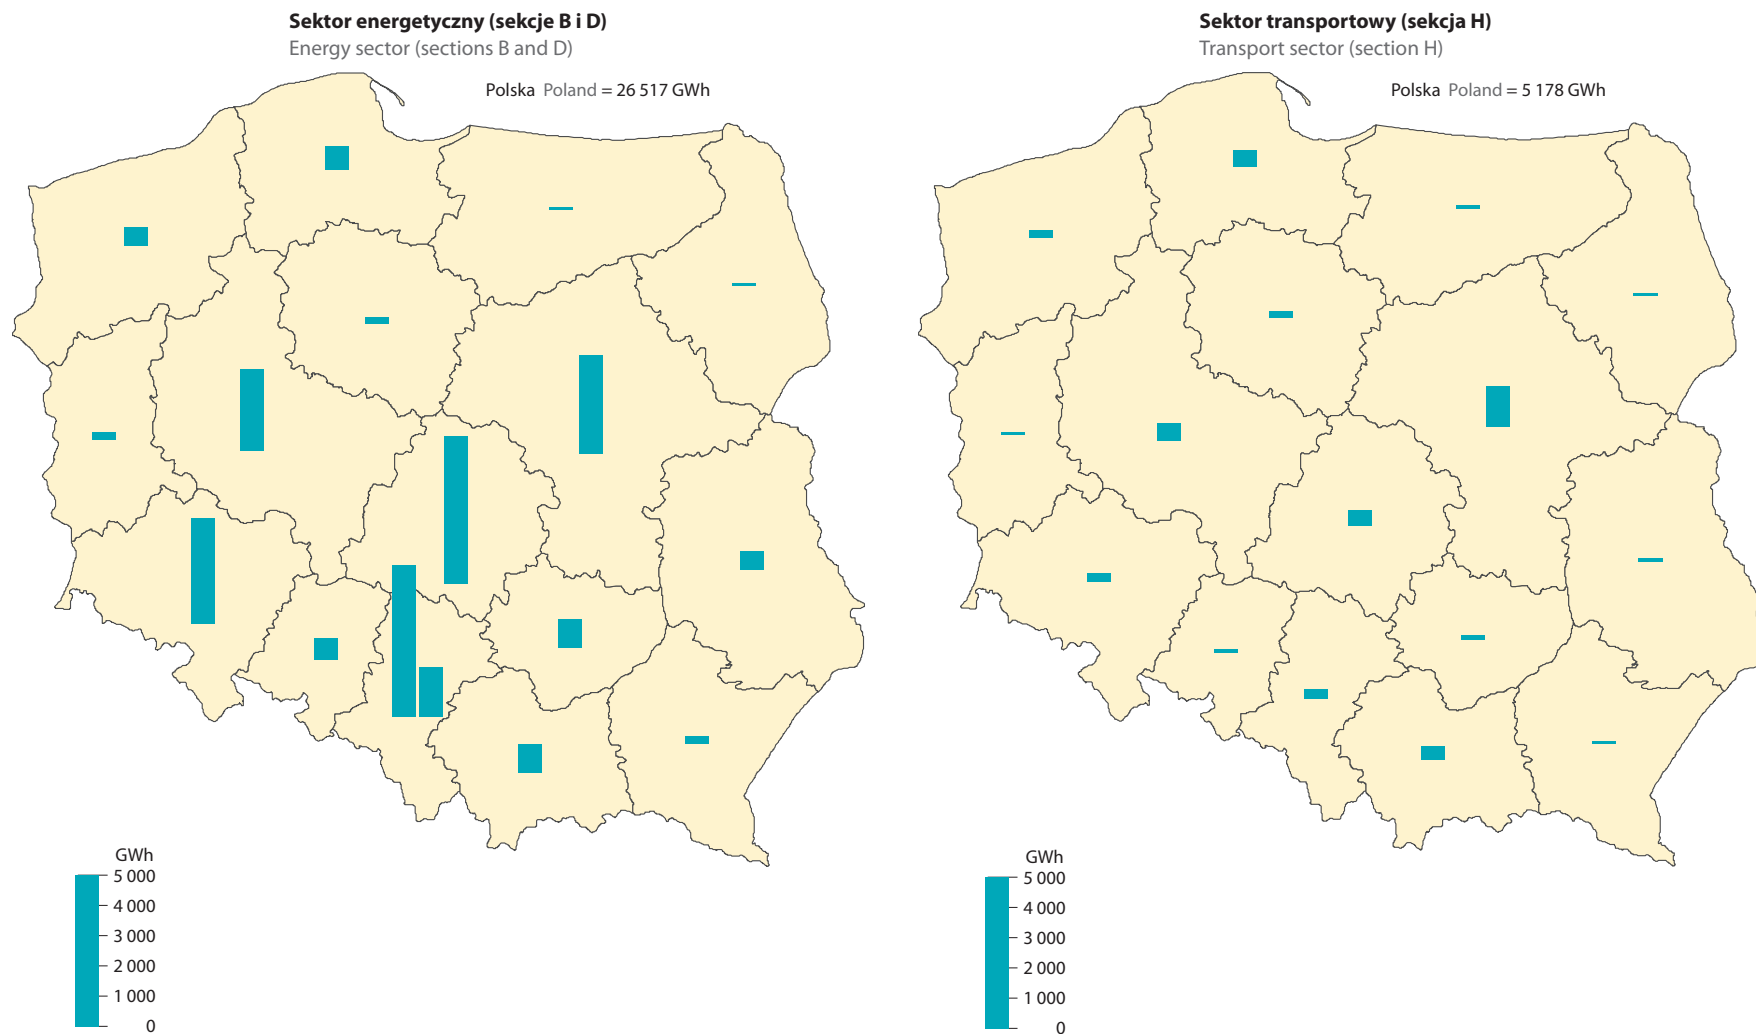 Sektor energetyczny (sekcje B i D)
Energy sector (sections B and D)
Polska Poland = 26 517 GWh
GWh
5 000
4 000
3 000
2 000
1 000
0
Sektor transportowy (sekcja H)
Transport sector (section H)
Polska Poland = 5 178 GWh
GWh
5 000
4 000
3 000
2 000
1 000
0